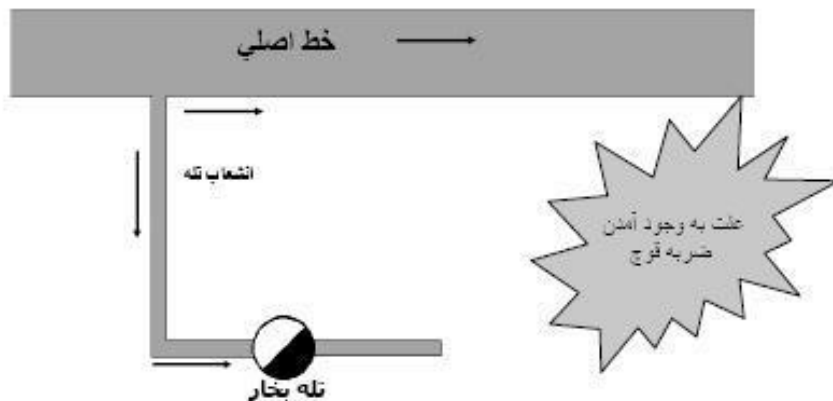 خط اصلي
انشعاب تله
علت به وجود آمدن
ضربه قوچ
تله بخار